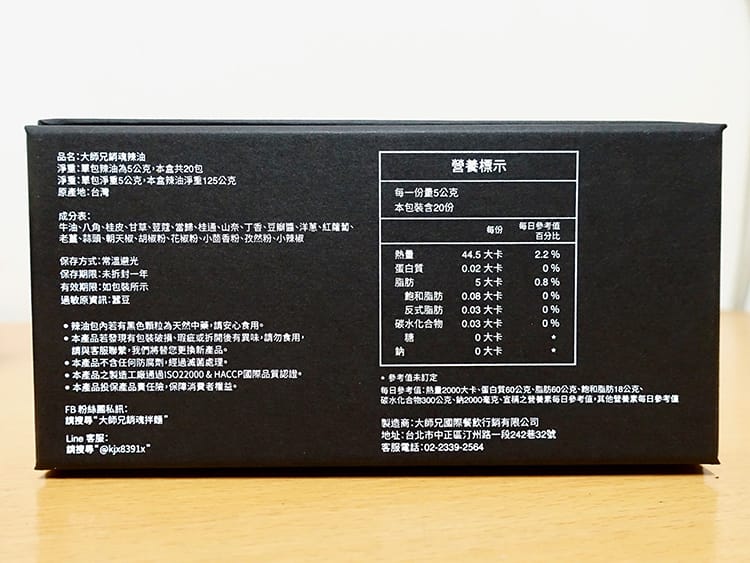 品名:大師兄銷魂辣油
淨重:單包辣油為5公克,本盒共20包
淨重:單包淨重5公克,本盒辣油淨重125公克
原產地:台灣
成分表:
牛油、八角、桂皮、甘草、荳蔻、當歸、桂通、山奈、丁香、豆瓣醬、洋蔥、紅蘿蔔、
老薑、蒜頭、朝天椒、胡椒粉、花椒粉、小茴香粉、孜然粉、小辣椒
保存方式:常溫避光
保存期限:未拆封一年
有效期限:如包裝所示
過敏原資訊:蠶豆
• 辣油包內若有黑色顆粒為天然中藥,請安心食用。
• 本產品若發現有包裝破損、瑕疵或拆開後有異味,請勿食用,
請與客服聯繫,我們將替您更換新產品。
• 本產品不含任何防腐劑,經過滅菌處理。
• 本產品之製造工廠通過ISO22000 & HACCP國際品質認證。
• 本產品投保產品責任險,保障消費者權益。
FB 粉絲團私訊:
請搜尋"大師兄銷魂拌麵"
Line 客服:
請搜尋"@kjx8391x"
營養標示
每一份量5公克
本包裝含20份
每份 每日參考值百分比
熱量 44.5 大卡 2.2 %
蛋白質 0.02 大卡 0 %
脂肪 5 大卡 0.8 %
飽和脂肪 0.08 大卡 0 %
反式脂肪 0.03 大卡 0 %
碳水化合物 0.03 大卡 0 %
糖 0 大卡 *
鈉 0 大卡 *
* 參考值未訂定
每日參考值:熱量2000大卡、蛋白質60公克、脂肪60公克、飽和脂肪18公克、
碳水化合物300公克、鈉2000毫克、宣稱之營養素每日參考值,其他營養素每日參考值
製造商:大師兄國際餐飲行銷有限公司
地址:台北市中正區汀州路一段242巷32號
客服電話:02-2339-2564